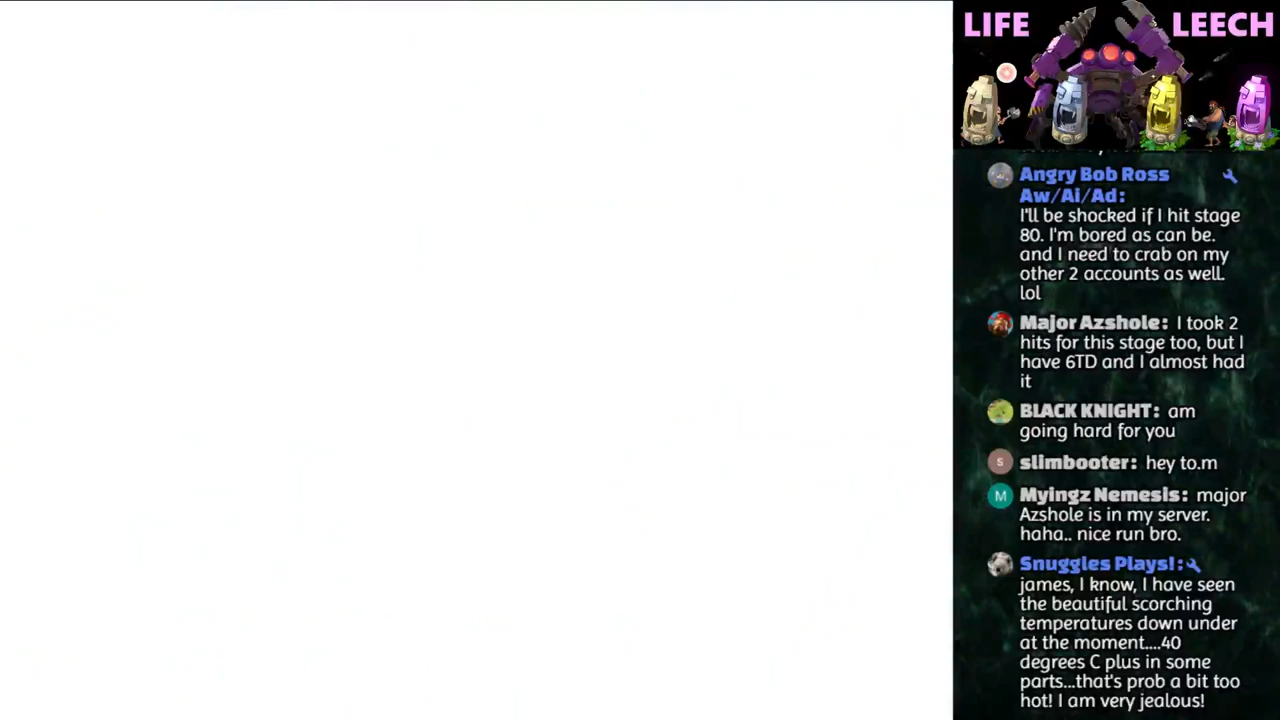 LIFE LEECH
Angry Bob Ross
Aw/Ai/Ad:
I'll be shocked if I hit stage
80. I'm bored as can be.
and I need to crab on my
other 2 accounts as well.
lol
Major Azshole: I took 2
hits for this stage too, but I
have 6TD and I almost had
it
BLACK KNIGHT: am
going hard for you
S slimbooter: hey to.m
M Myingz Nemesis: major
Azshole is in my server.
haha.. nice run bro.
Snuggles Plays!:
james, I know, I have seen
the beautiful scorching
temperatures down under
at the moment....40
degrees C plus in some
parts...that's prob a bit too
hot! I am very jealous!